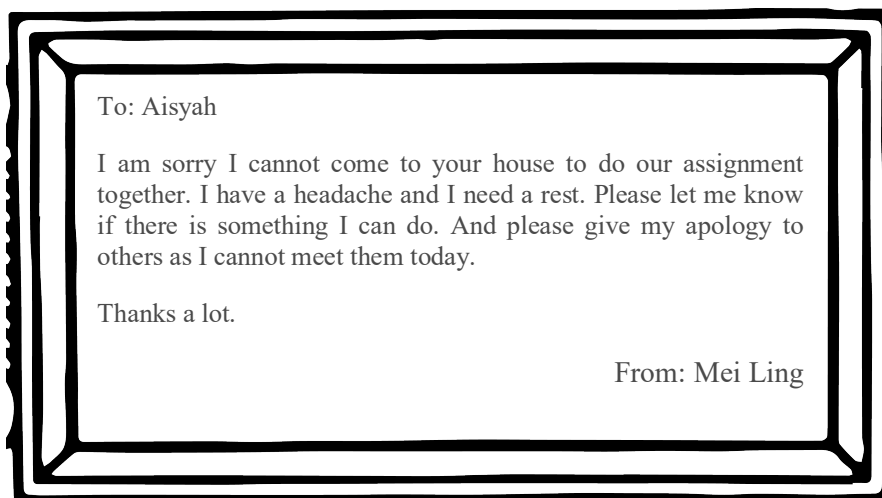 To: Aisyah
I am sorry I cannot come to your house to do our assignment
together. I have a headache and I need a rest. Please let me know
if there is something I can do. And please give my apology to
others as I cannot meet them today.
Thanks a lot.
From: Mei Ling